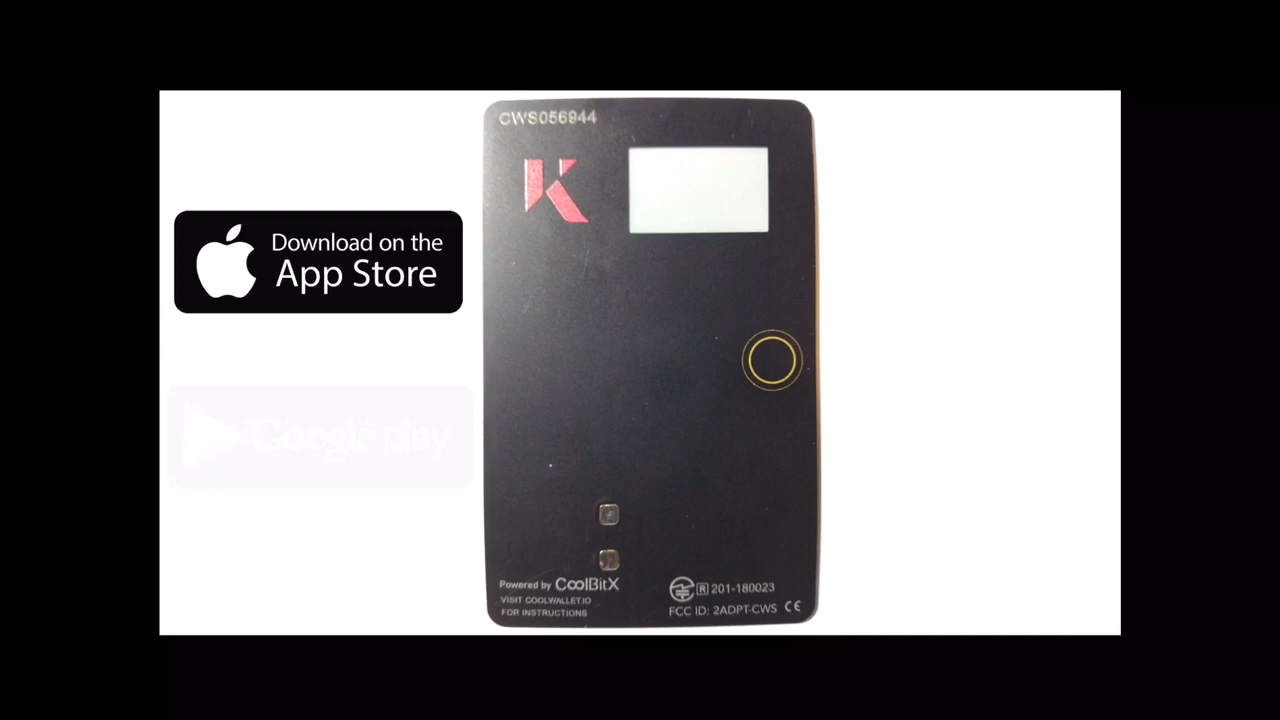 CWS056944
K
Download on the
App Store
Google play
Powered by CoolBitX
VISIT COOLWALLET.IO
FOR INSTRUCTIONS
R 201-180023
FCC ID: 2ADPT-CWS CE